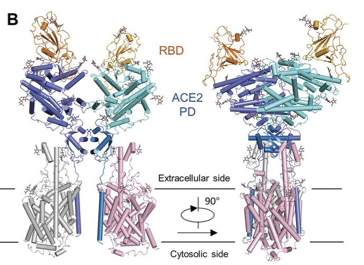 B
RBD
ACE2
PD
Extracellular side
90°
Cytosolic side